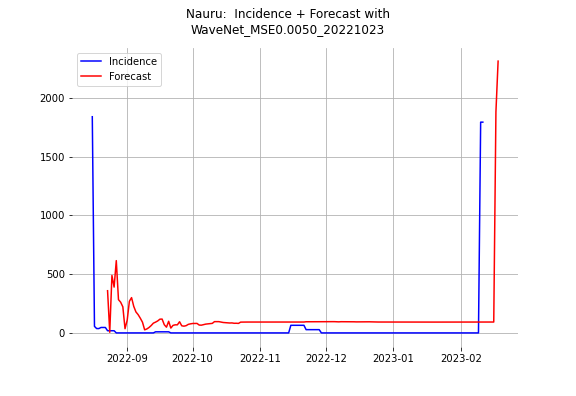 Nauru:  Incidence + Forecast with
WaveNet_MSE0.0050_20221023
Incidence
Forecast
2000
1500
1000
500
0
2022-09 2022-10 2022-11 2022-12 2023-01 2023-02